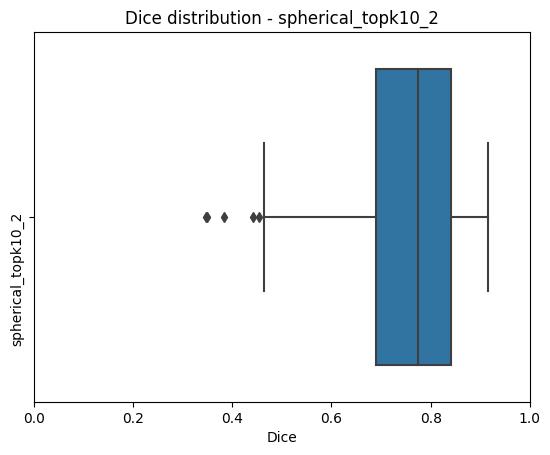 Dice distribution - spherical_topk10_2
spherical_topk10_2
0.0 0.2 0.4 0.6 0.8 1.0
Dice